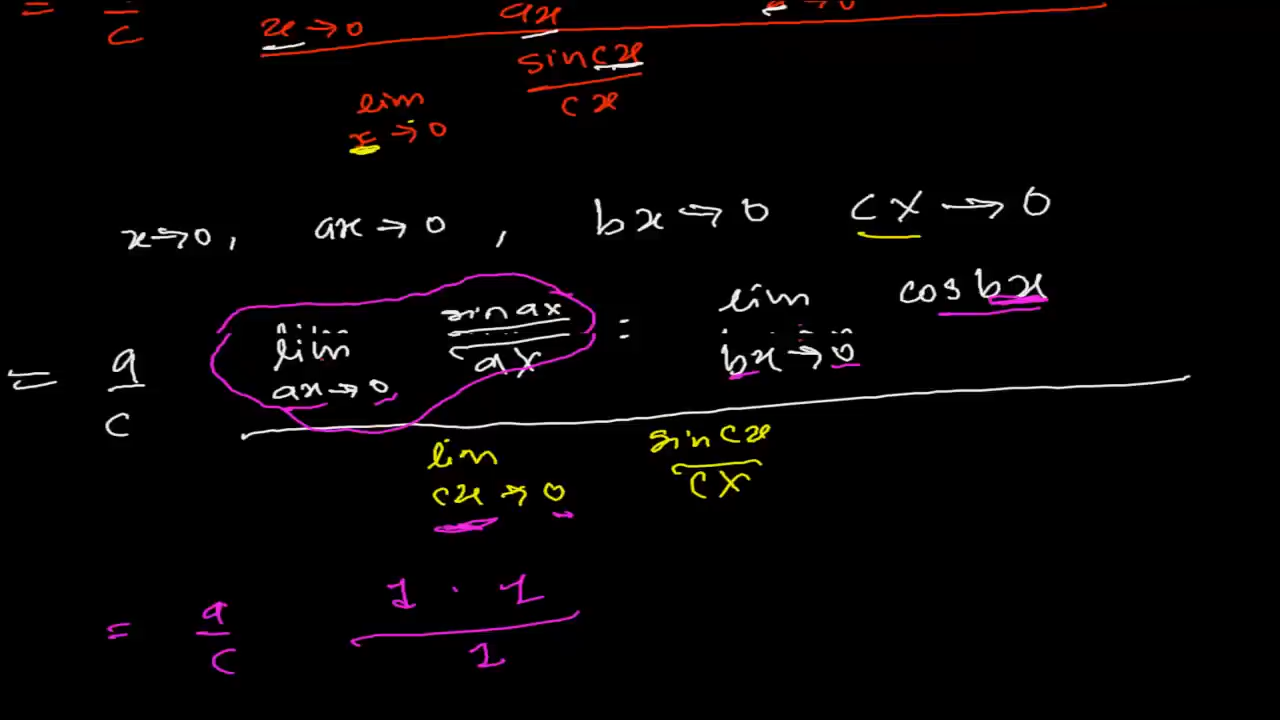 = a/c x→0 ax →0
sin cx
cx
lim
x→0
x→0, ax→0, bx→0 cx→0
lim sin ax : lim cos bx
= a/c ax→0 ax bx→0
lim sin cx
cx→0 cx
= a/c 1 · 1
1